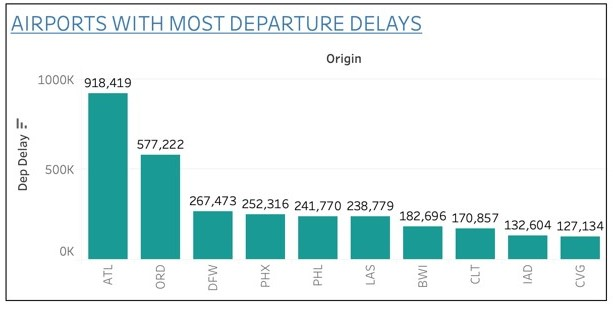 AIRPORTS WITH MOST DEPARTURE DELAYS
Origin
Dep Delay
1000K
500K
0K
918,419
577,222
267,473
252,316
241,770
238,779
182,696
170,857
132,604
127,134
ATL
ORD
DFW
PHX
PHL
LAS
BWI
CLT
IAD
CVG